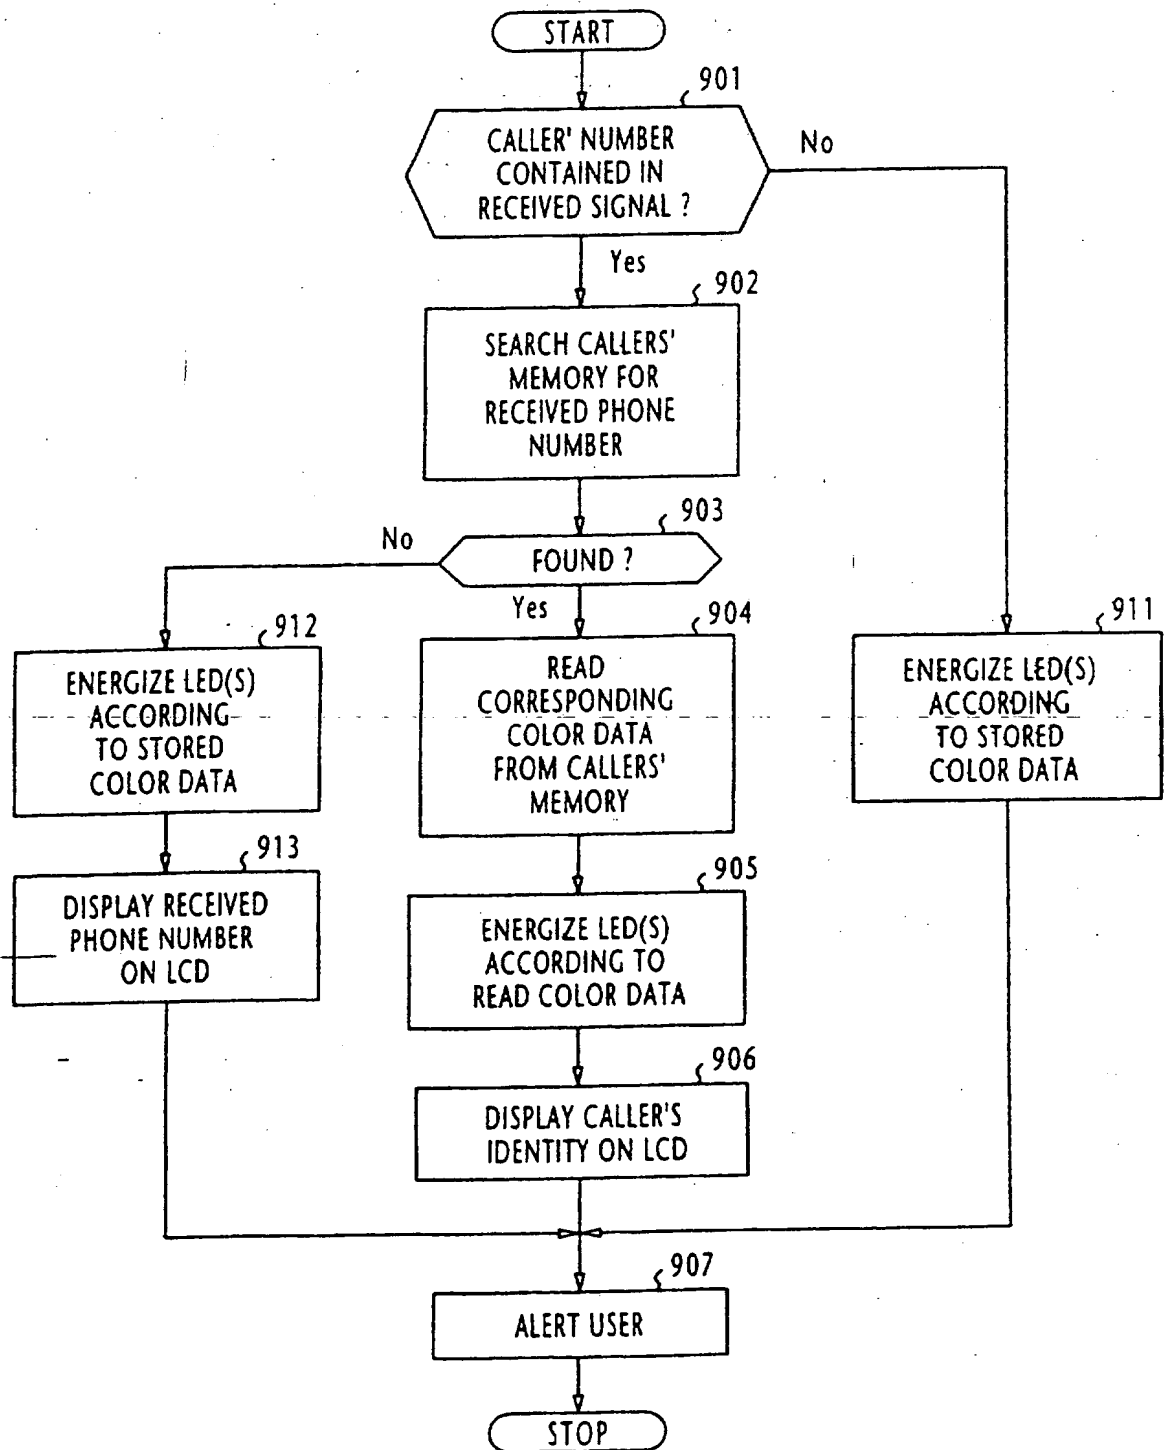 START
901
CALLER' NUMBER
CONTAINED IN
RECEIVED SIGNAL ?
No
Yes
902
SEARCH CALLERS'
MEMORY FOR
RECEIVED PHONE
NUMBER
903
FOUND ?
No
Yes
912
ENERGIZE LED(S)
ACCORDING
TO STORED
COLOR DATA
904
READ
CORRESPONDING
COLOR DATA
FROM CALLERS'
MEMORY
911
ENERGIZE LED(S)
ACCORDING
TO STORED
COLOR DATA
913
DISPLAY RECEIVED
PHONE NUMBER
ON LCD
905
ENERGIZE LED(S)
ACCORDING TO
READ COLOR DATA
906
DISPLAY CALLER'S
IDENTITY ON LCD
907
ALERT USER
STOP